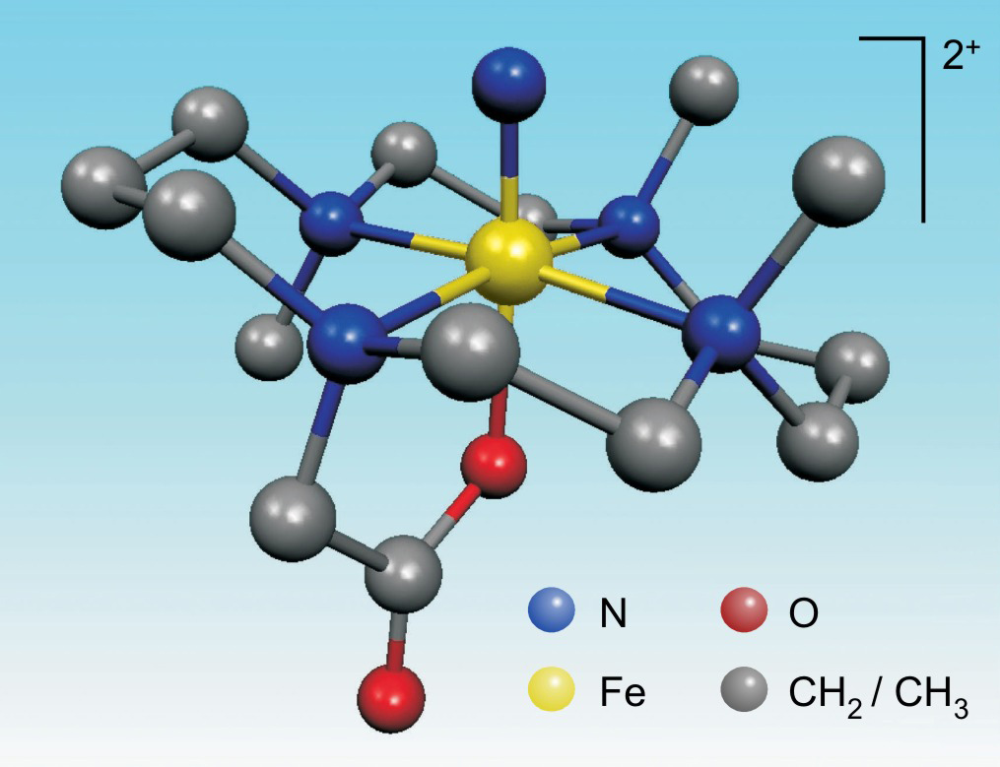 2⁺
N
O
Fe
CH₂ / CH₃